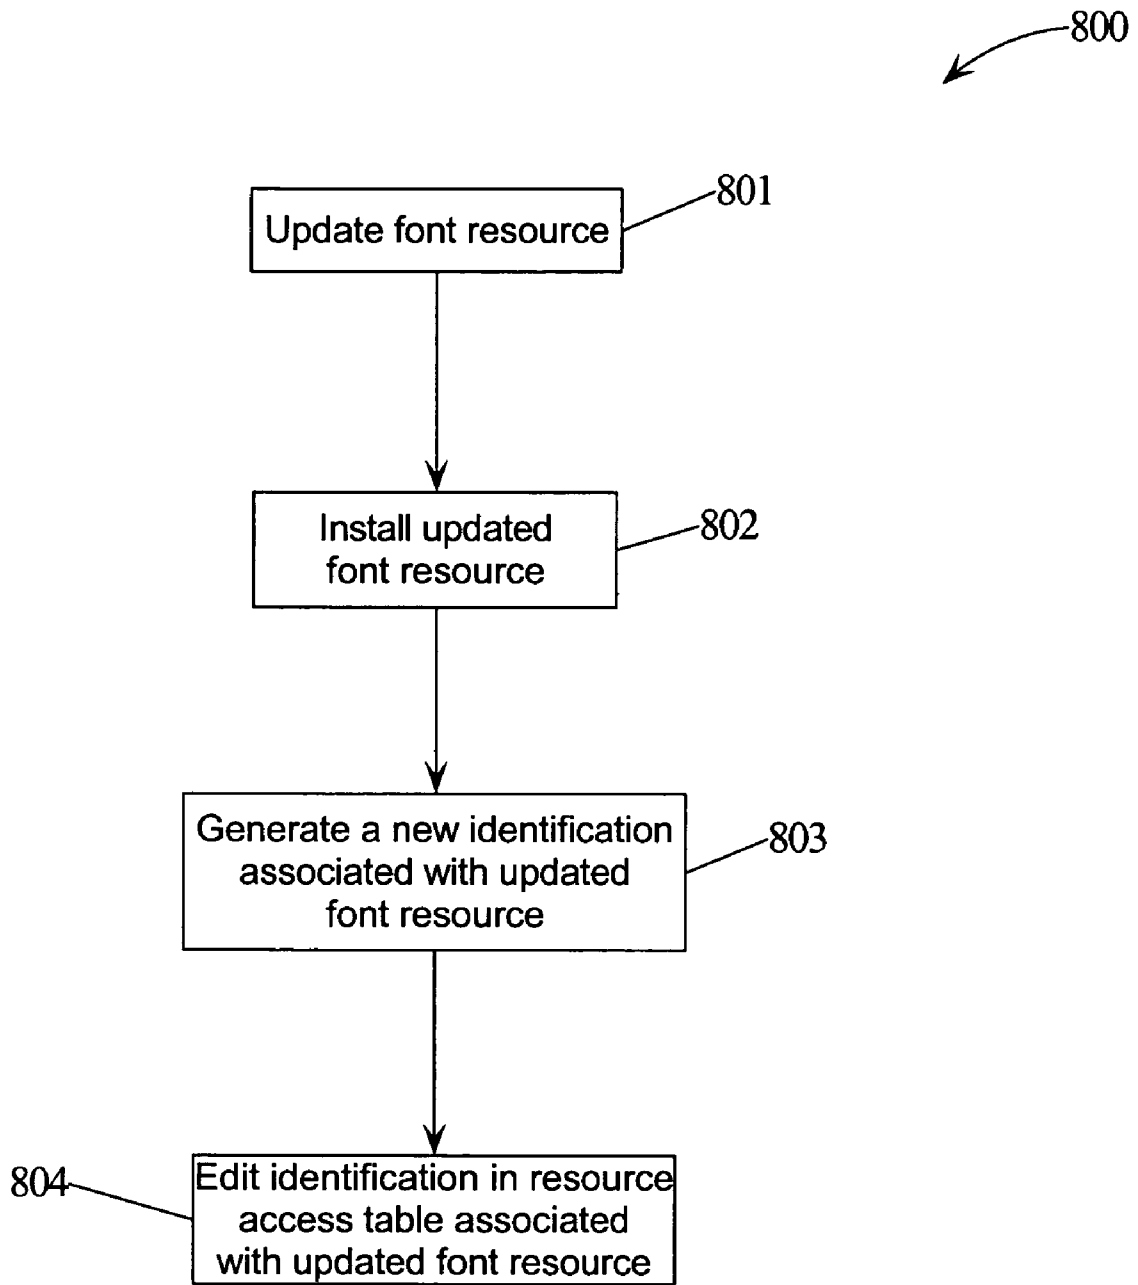 800
801
Update font resource
Install updated
font resource
802
Generate a new identification
associated with updated
font resource
803
804
Edit identification in resource
access table associated
with updated font resource